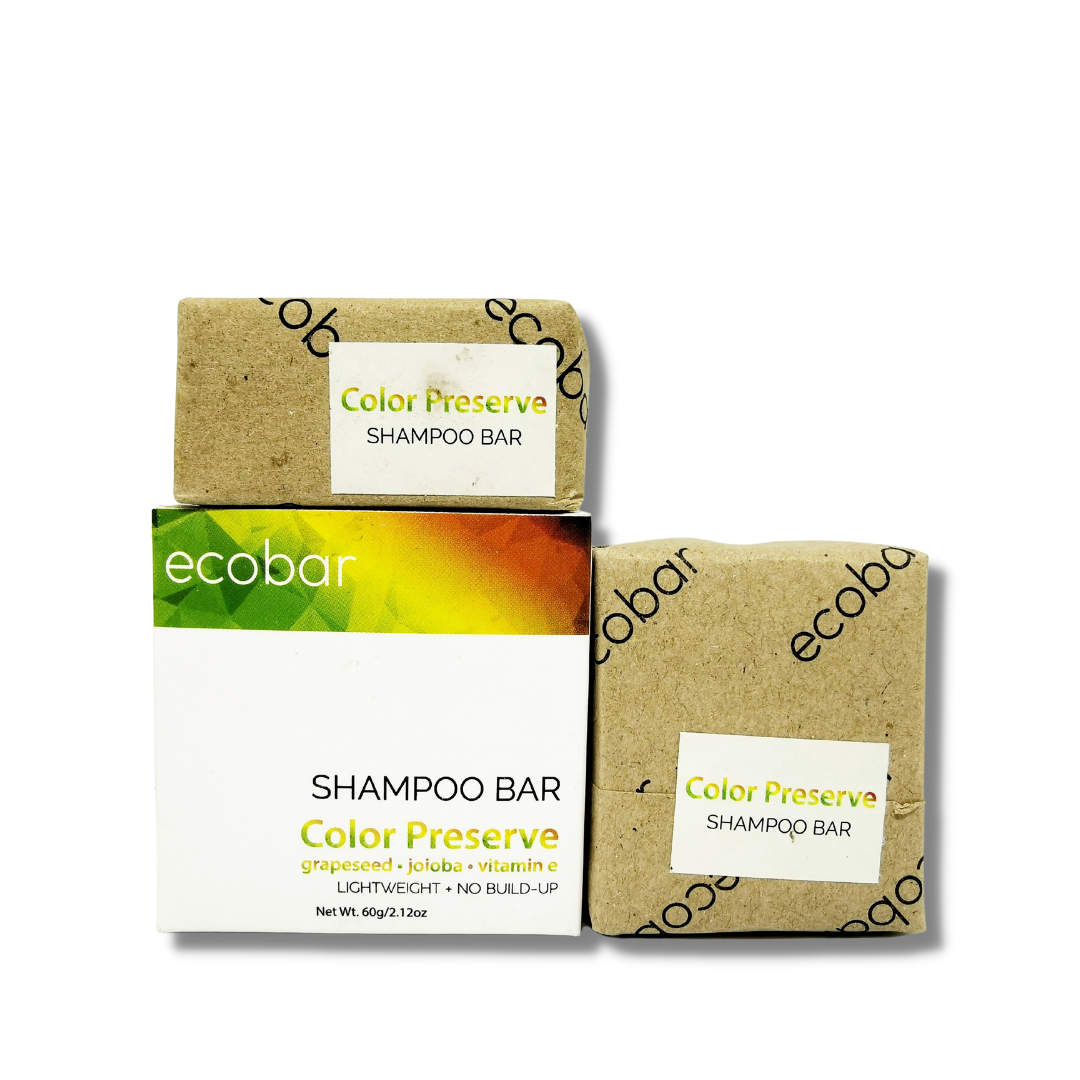 ecobar
Color Preserve
SHAMPOO BAR
ecobar
SHAMPOO BAR
Color Preserve
grapeseed • jojoba • vitamin e
LIGHTWEIGHT + NO BUILD-UP
Net Wt. 60g/2.12oz
ecobar
ecobar
Color Preserve
SHAMPOO BAR